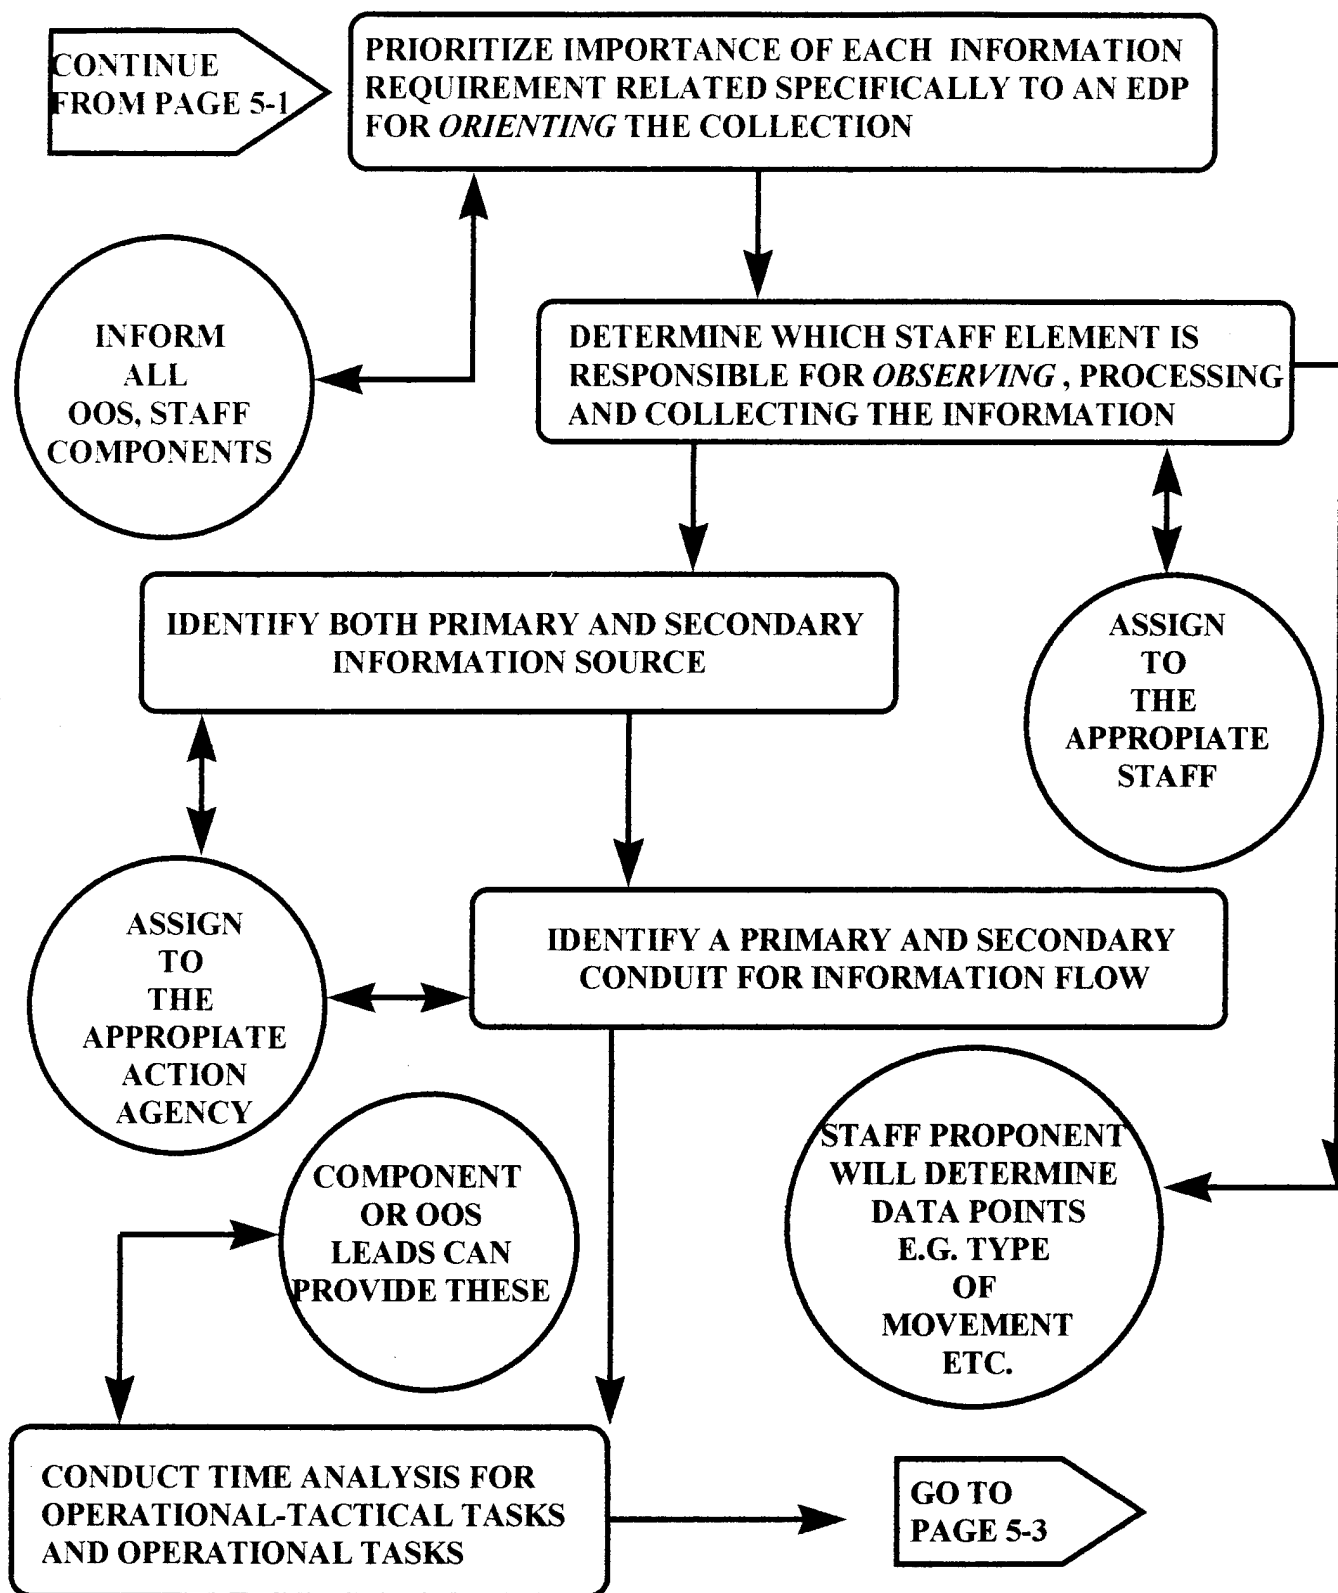 CONTINUE
FROM PAGE 5-1
PRIORITIZE IMPORTANCE OF EACH INFORMATION
REQUIREMENT RELATED SPECIFICALLY TO AN EDP
FOR ORIENTING THE COLLECTION
INFORM
ALL
OOS, STAFF
COMPONENTS
DETERMINE WHICH STAFF ELEMENT IS
RESPONSIBLE FOR OBSERVING , PROCESSING
AND COLLECTING THE INFORMATION
IDENTIFY BOTH PRIMARY AND SECONDARY
INFORMATION SOURCE
ASSIGN
TO
THE
APPROPIATE
STAFF
ASSIGN
TO
THE
APPROPIATE
ACTION
AGENCY
IDENTIFY A PRIMARY AND SECONDARY
CONDUIT FOR INFORMATION FLOW
COMPONENT
OR OOS
LEADS CAN
PROVIDE THESE
STAFF PROPONENT
WILL DETERMINE
DATA POINTS
E.G. TYPE
OF
MOVEMENT
ETC.
CONDUCT TIME ANALYSIS FOR
OPERATIONAL-TACTICAL TASKS
AND OPERATIONAL TASKS
GO TO
PAGE 5-3